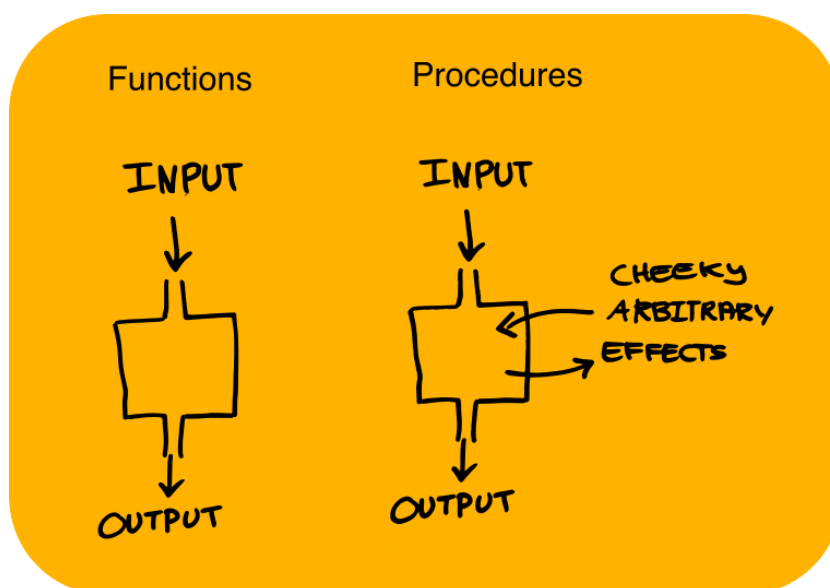 Functions
INPUT
OUTPUT
Procedures
INPUT
CHEEKY
ARBITRARY
EFFECTS
OUTPUT